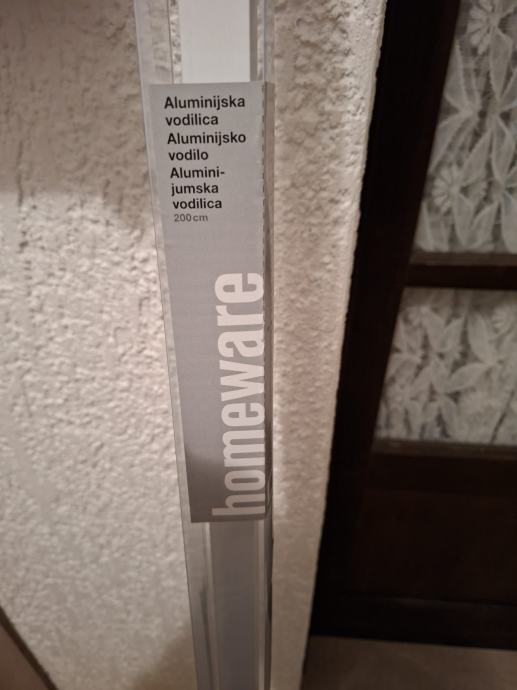 Aluminijska
vodilica
Aluminijsko
vodilo
Alumini-
jumska
vodilica
200 cm
homeware